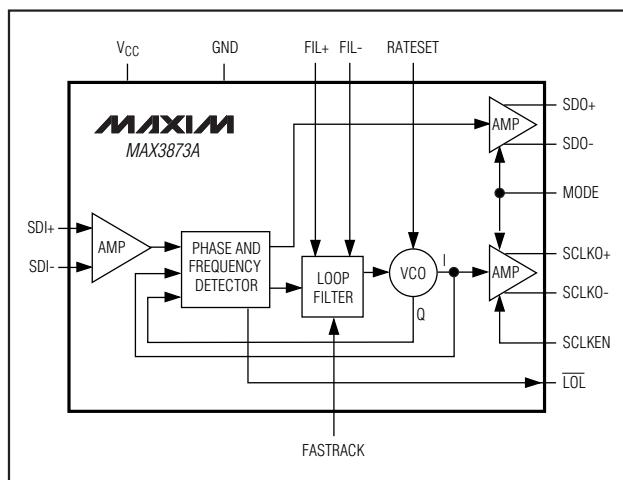 VCC GND FIL+ FIL- RATESET
MAXIM
MAX3873A
SDI+
SDI-
AMP
PHASE AND
FREQUENCY
DETECTOR
LOOP
FILTER
VCO
I
Q
AMP
SDO+
SDO-
MODE
AMP
SCLKO+
SCLKO-
SCLKEN
LOL
FASTRACK